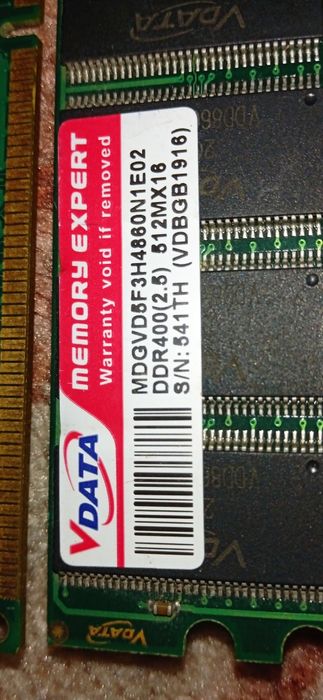 VDATA
MEMORY EXPERT
Warranty void if removed
MDGVD5F3H4860N1E02
DDR400(2.5) 512MX16
S/N:541TH (VDBGB1916)
VDATA
VDATA